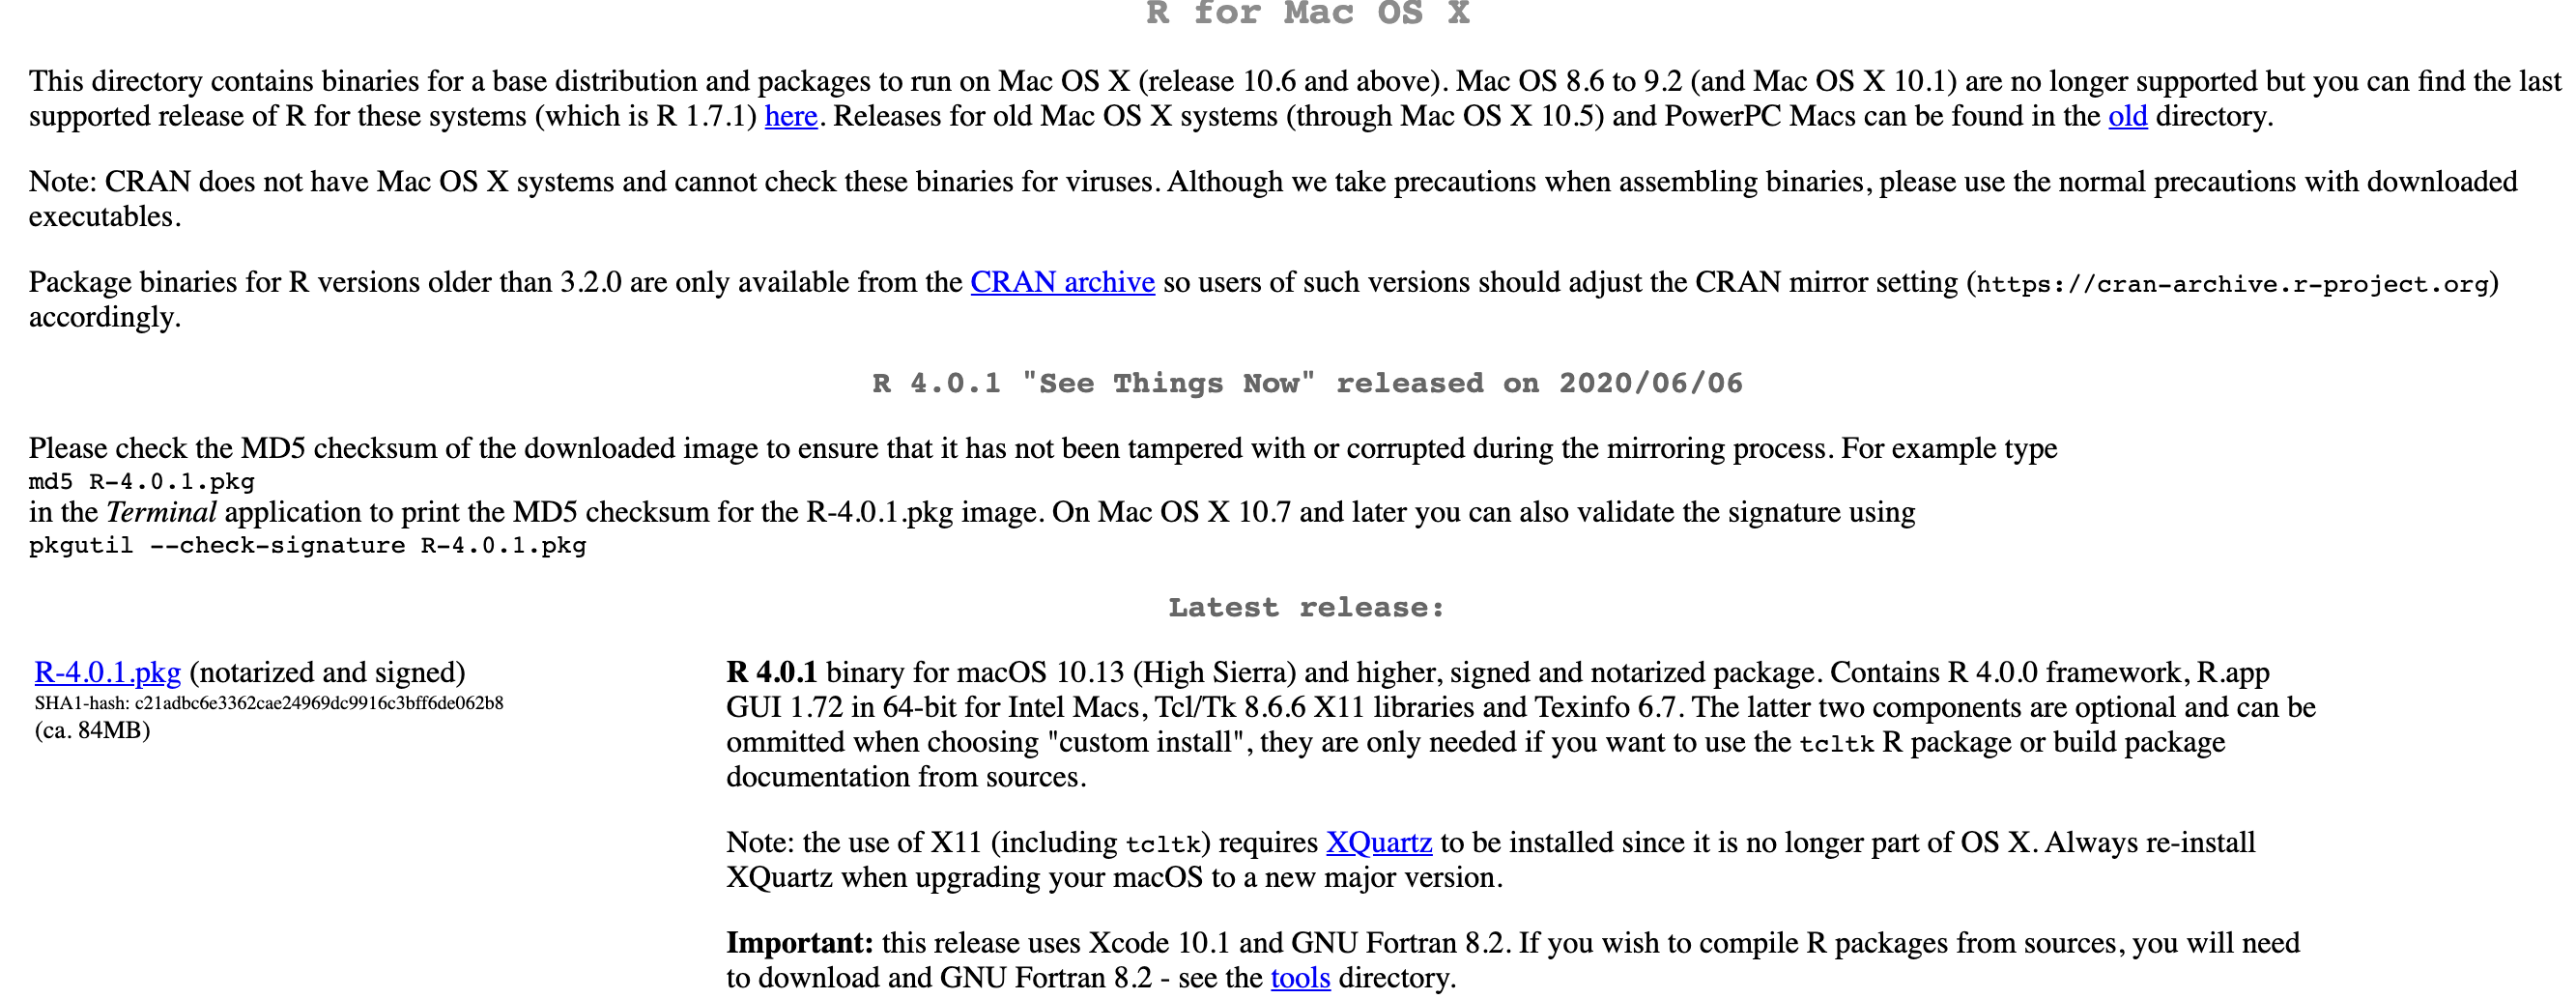 R for Mac OS X
This directory contains binaries for a base distribution and packages to run on Mac OS X (release 10.6 and above). Mac OS 8.6 to 9.2 (and Mac OS X 10.1) are no longer supported but you can find the last
supported release of R for these systems (which is R 1.7.1) here. Releases for old Mac OS X systems (through Mac OS X 10.5) and PowerPC Macs can be found in the old directory.
Note: CRAN does not have Mac OS X systems and cannot check these binaries for viruses. Although we take precautions when assembling binaries, please use the normal precautions with downloaded
executables.
Package binaries for R versions older than 3.2.0 are only available from the CRAN archive so users of such versions should adjust the CRAN mirror setting (https://cran-archive.r-project.org)
accordingly.
R 4.0.1 "See Things Now" released on 2020/06/06
Please check the MD5 checksum of the downloaded image to ensure that it has not been tampered with or corrupted during the mirroring process. For example type
md5 R-4.0.1.pkg
in the Terminal application to print the MD5 checksum for the R-4.0.1.pkg image. On Mac OS X 10.7 and later you can also validate the signature using
pkgutil --check-signature R-4.0.1.pkg
Latest release:
R-4.0.1.pkg (notarized and signed)
SHA1-hash: c21adbc6e3362cae24969dc9916c3bff6de062b8
(ca. 84MB)
R 4.0.1 binary for macOS 10.13 (High Sierra) and higher, signed and notarized package. Contains R 4.0.0 framework, R.app
GUI 1.72 in 64-bit for Intel Macs, Tcl/Tk 8.6.6 X11 libraries and Texinfo 6.7. The latter two components are optional and can be
ommitted when choosing "custom install", they are only needed if you want to use the tcltk R package or build package
documentation from sources.
Note: the use of X11 (including tcltk) requires XQuartz to be installed since it is no longer part of OS X. Always re-install
XQuartz when upgrading your macOS to a new major version.
Important: this release uses Xcode 10.1 and GNU Fortran 8.2. If you wish to compile R packages from sources, you will need
to download and GNU Fortran 8.2 - see the tools directory.